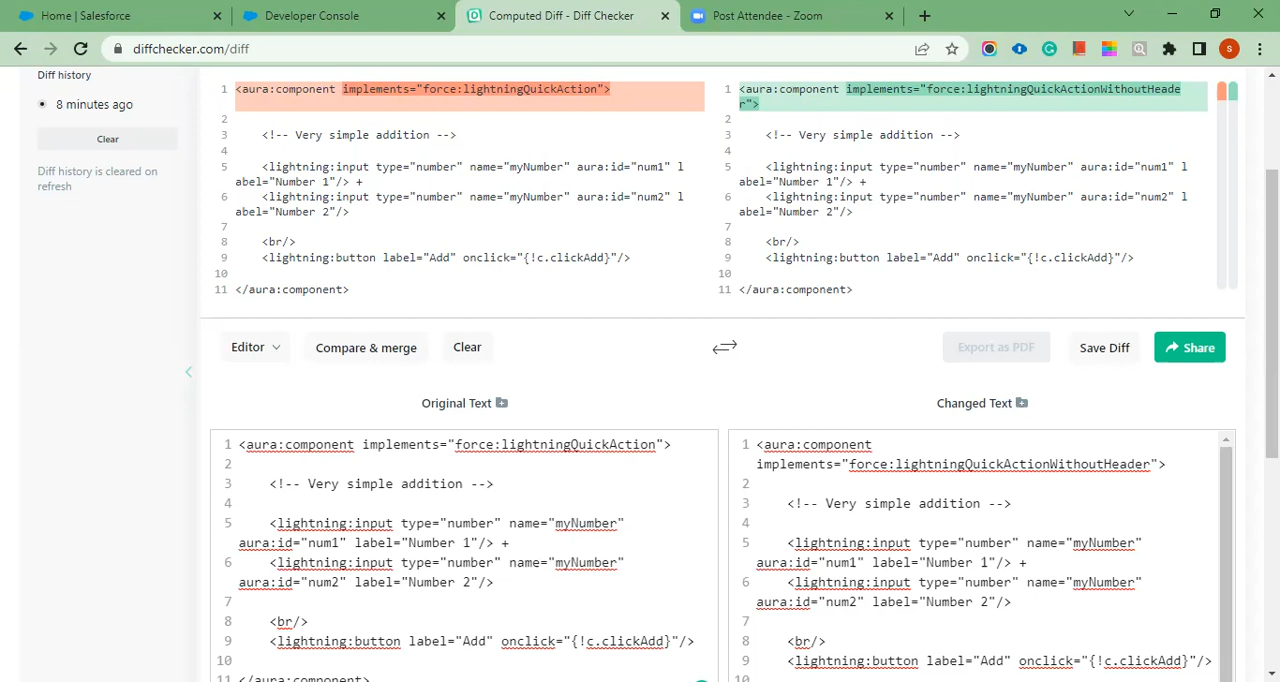 Home | Salesforce
Developer Console
Computed Diff - Diff Checker
Post Attendee - Zoom
diffchecker.com/diff
S
Diff history
8 minutes ago
Clear
Diff history is cleared on
refresh
1 <aura:component implements="force:lightningQuickAction">
2
3 <!-- Very simple addition -->
4
5 <lightning:input type="number" name="myNumber" aura:id="num1" l
abel="Number 1"/> +
6 <lightning:input type="number" name="myNumber" aura:id="num2" l
abel="Number 2"/>
7
8 <br/>
9 <lightning:button label="Add" onclick="{!c.clickAdd}"/>
10
11 </aura:component>
1 <aura:component implements="force:lightningQuickActionWithoutHeade
r">
2
3 <!-- Very simple addition -->
4
5 <lightning:input type="number" name="myNumber" aura:id="num1" l
abel="Number 1"/> +
6 <lightning:input type="number" name="myNumber" aura:id="num2" l
abel="Number 2"/>
7
8 <br/>
9 <lightning:button label="Add" onclick="{!c.clickAdd}"/>
10
11 </aura:component>
Editor
Compare & merge
Clear
Export as PDF
Save Diff
Share
Original Text
Changed Text
1 <aura:component implements="force:lightningQuickAction">
2
3 <!-- Very simple addition -->
4
5 <lightning:input type="number" name="myNumber"
aura:id="num1" label="Number 1"/> +
6 <lightning:input type="number" name="myNumber"
aura:id="num2" label="Number 2"/>
7
8 <br/>
9 <lightning:button label="Add" onclick="{!c.clickAdd}"/>
10
11 </aura:component>
1 <aura:component
implements="force:lightningQuickActionWithoutHeader">
2
3 <!-- Very simple addition -->
4
5 <lightning:input type="number" name="myNumber"
aura:id="num1" label="Number 1"/> +
6 <lightning:input type="number" name="myNumber"
aura:id="num2" label="Number 2"/>
7
8 <br/>
9 <lightning:button label="Add" onclick="{!c.clickAdd}"/>
10